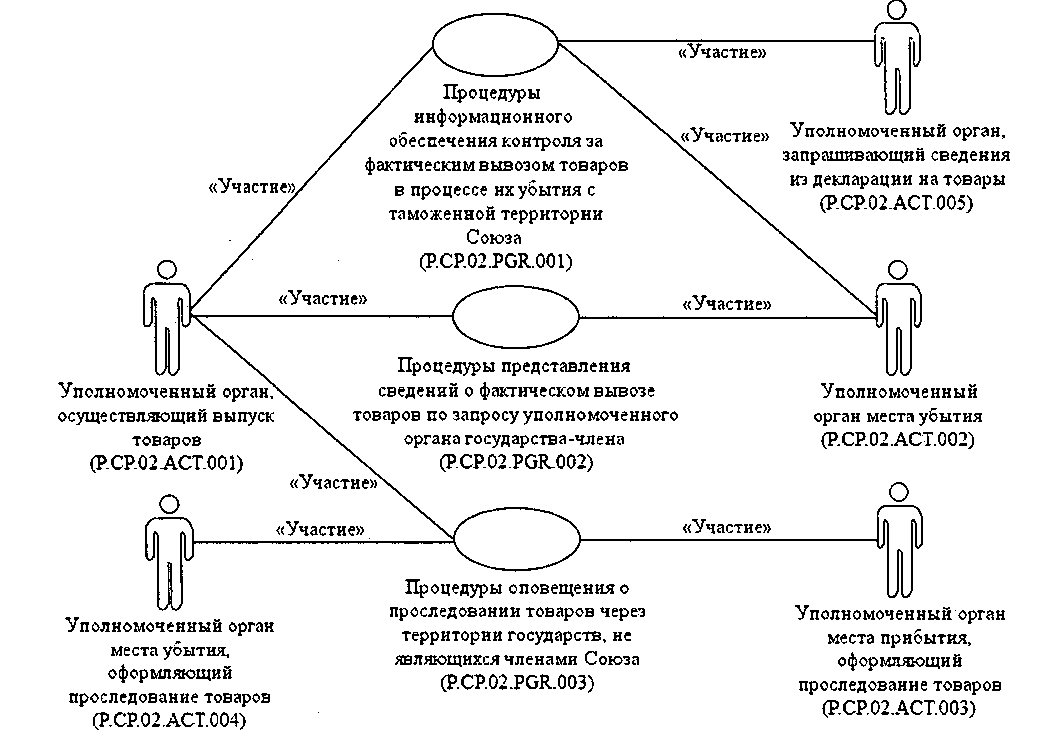 «Участие»
Процедуры
информационного
обеспечения контроля за
фактическим вывозом товаров
в процессе их убытия с
таможенной территории
Союза
(P.CP.02.PGR.001)
«Участие»
Уполномоченный орган,
запрашивающий сведения
из декларации на товары
(P.CP.02.ACT.005)
«Участие»
«Участие»
«Участие»
Уполномоченный орган,
осуществляющий выпуск
товаров
(P.CP.02.ACT.001)
Процедуры представления
сведений о фактическом вывозе
товаров по запросу уполномоченного
органа государства-члена
(P.CP.02.PGR.002)
Уполномоченный
орган места убытия
(P.CP.02.ACT.002)
«Участие»
«Участие»
«Участие»
Уполномоченный орган
места убытия,
оформляющий
проследование товаров
(P.CP.02.ACT.004)
Процедуры оповещения о
проследовании товаров через
территории государств, не
являющихся членами Союза
(P.CP.02.PGR.003)
Уполномоченный орган
места прибытия,
оформляющий
проследование товаров
(P.CP.02.ACT.003)